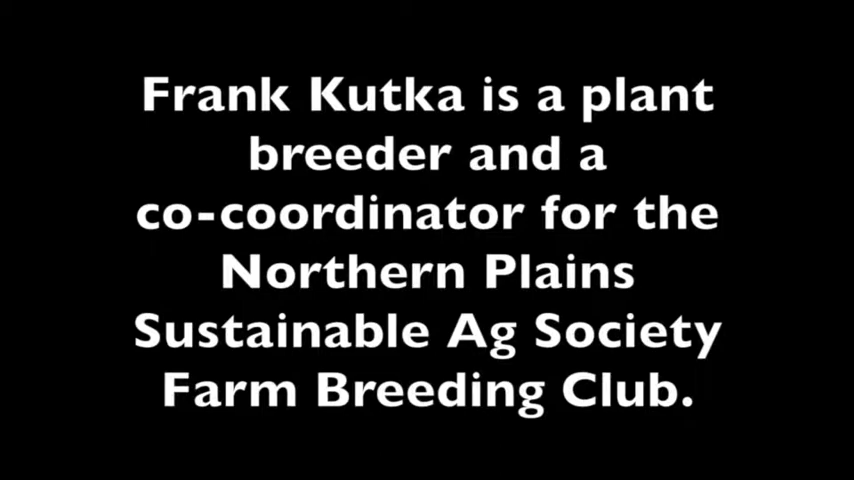 Frank Kutka is a plant
breeder and a
co-coordinator for the
Northern Plains
Sustainable Ag Society
Farm Breeding Club.